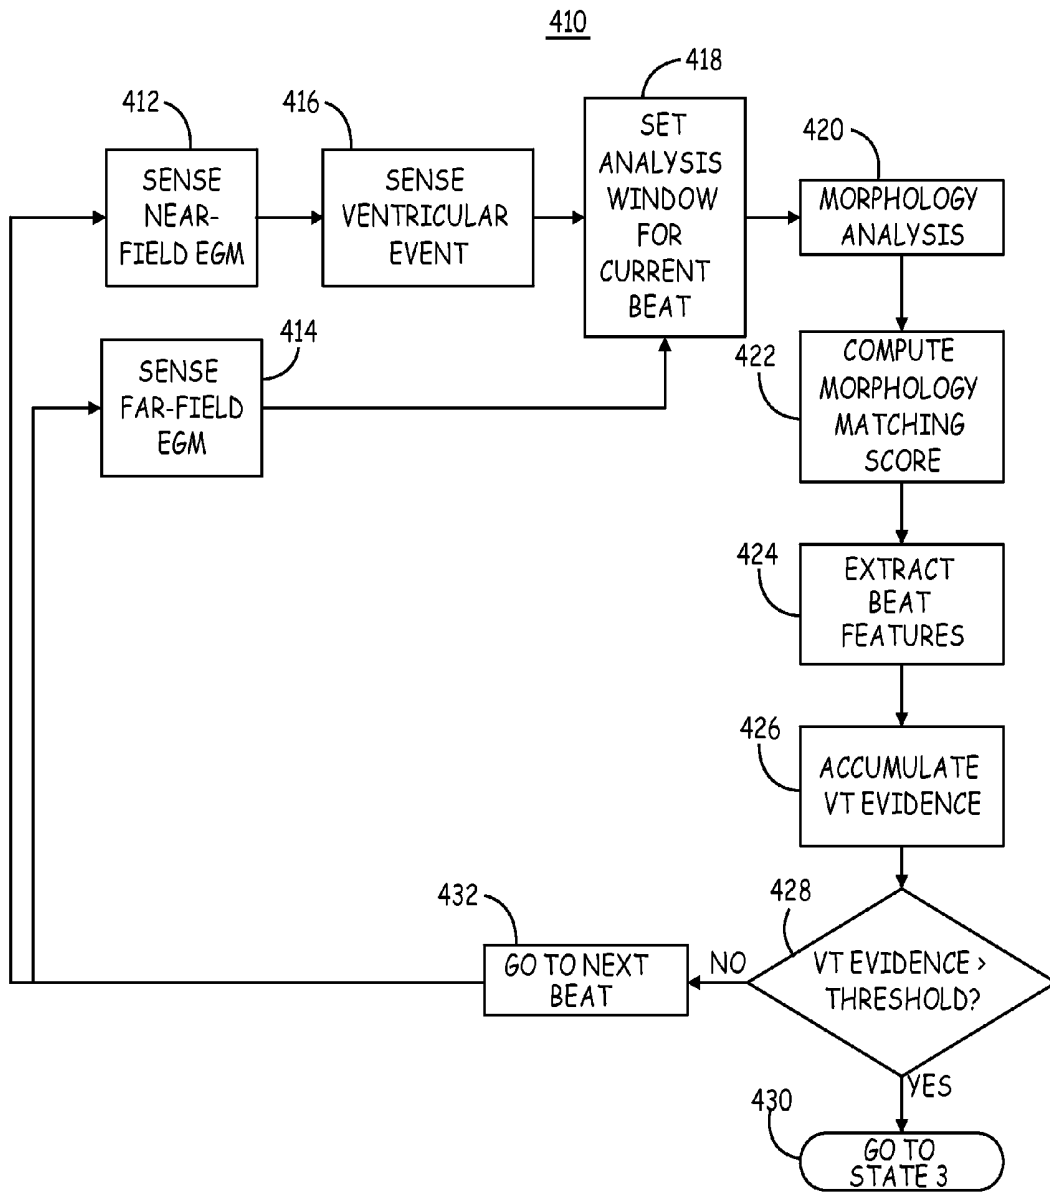 410
412
SENSE
NEAR-
FIELD EGM
416
SENSE
VENTRICULAR
EVENT
418
SET
ANALYSIS
WINDOW
FOR
CURRENT
BEAT
420
MORPHOLOGY
ANALYSIS
414
SENSE
FAR-FIELD
EGM
422
COMPUTE
MORPHOLOGY
MATCHING
SCORE
424
EXTRACT
BEAT
FEATURES
426
ACCUMULATE
VT EVIDENCE
428
VT EVIDENCE >
THRESHOLD?
NO
432
GO TO NEXT
BEAT
YES
430
GO TO
STATE 3